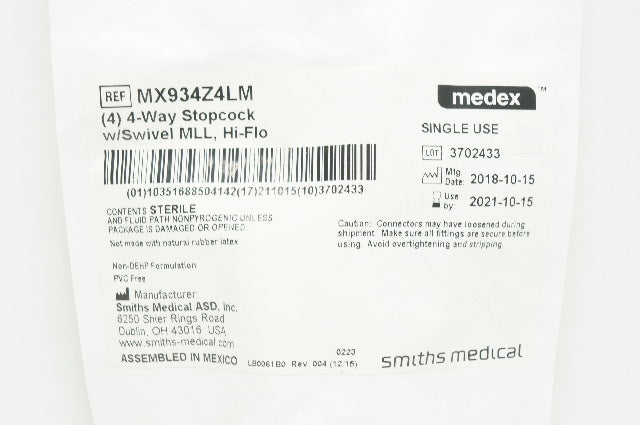 REF MX934Z4LM
(4) 4-Way Stopcock
w/Swivel MLL, Hi-Flo
(01)10351688504142(17)211015(10)3702433
CONTENTS STERILE
AND FLUID PATH NONPYROGENIC UNLESS
PACKAGE IS DAMAGED OR OPENED
Not made with natural rubber latex
Non-DEHP Formulation
PVC Free
Manufacturer:
Smiths Medical ASD, Inc.
6250 Shier Rings Road
Dublin, OH 43016 USA
www.smiths-medical.com
ASSEMBLED IN MEXICO
medex™
SINGLE USE
LOT 3702433
Mfg. Date: 2018-10-15
Use by: 2021-10-15
Caution: Connectors may have loosened during
shipment. Make sure all fittings are secure before
using. Avoid overtightening and stripping.
0223
Rev. 004 (12.15)
smiths medical